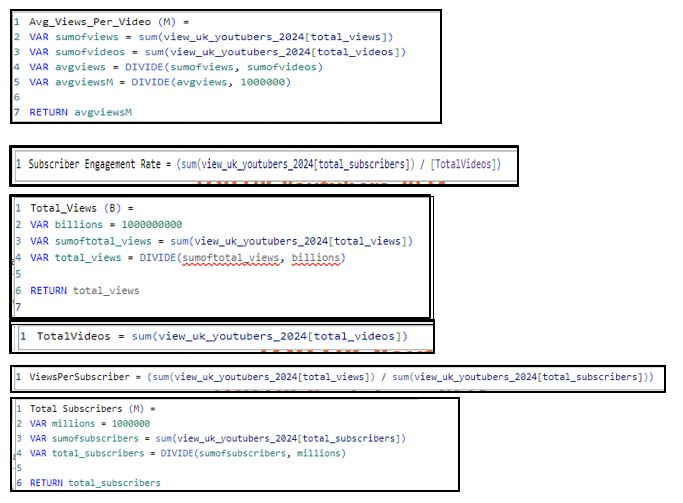 1 Avg_Views_Per_Video (M) =
2 VAR sumofviews = sum(view_uk_youtubers_2024[total_views])
3 VAR sumofvideos = sum(view_uk_youtubers_2024[total_videos])
4 VAR avgviews = DIVIDE(sumofviews, sumofvideos)
5 VAR avgviewsM = DIVIDE(avgviews, 1000000)
6
7 RETURN avgviewsM
1 Subscriber Engagement Rate = (sum(view_uk_youtubers_2024[total_subscribers]) / [TotalVideos])
1 Total_Views (B) =
2 VAR billions = 1000000000
3 VAR sumoftotal_views = sum(view_uk_youtubers_2024[total_views])
4 VAR total_views = DIVIDE(sumoftotal_views, billions)
5
6 RETURN total_views
7
1 TotalVideos = sum(view_uk_youtubers_2024[total_videos])
1 ViewsPerSubscriber = (sum(view_uk_youtubers_2024[total_views]) / sum(view_uk_youtubers_2024[total_subscribers]))
1 Total Subscribers (M) =
2 VAR millions = 1000000
3 VAR sumofsubscribers = sum(view_uk_youtubers_2024[total_subscribers])
4 VAR total_subscribers = DIVIDE(sumofsubscribers, millions)
5
6 RETURN total_subscribers